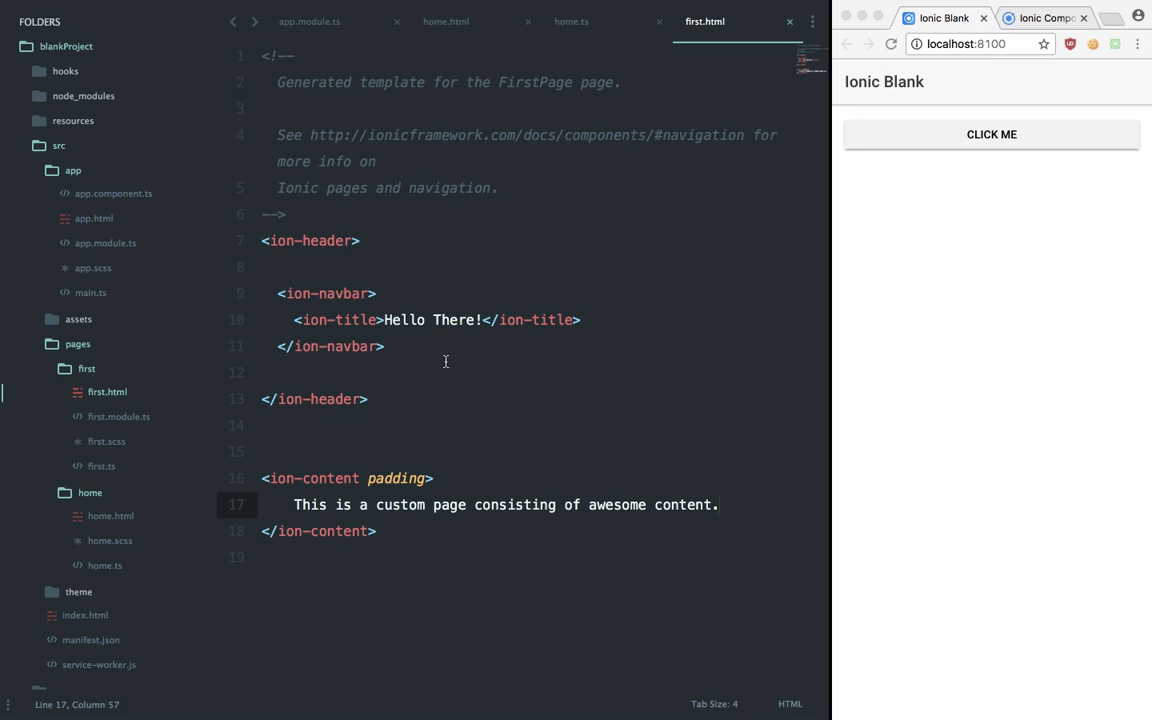 FOLDERS
blankProject
hooks
node_modules
resources
src
app
app.component.ts
app.html
app.module.ts
app.scss
main.ts
assets
pages
first
first.html
first.module.ts
first.scss
first.ts
home
home.html
home.scss
home.ts
theme
index.html
manifest.json
service-worker.js
app.module.ts
home.html
home.ts
first.html
1 <!--
2 Generated template for the FirstPage page.
3
4 See http://ionicframework.com/docs/components/#navigation for
more info on
5 Ionic pages and navigation.
6 -->
7 <ion-header>
8
9 <ion-navbar>
10 <ion-title>Hello There!</ion-title>
11 </ion-navbar>
12
13 </ion-header>
14
15
16 <ion-content padding>
17 This is a custom page consisting of awesome content.
18 </ion-content>
19
Line 17, Column 57
Tab Size: 4
HTML
Ionic Blank
Ionic Compo
localhost:8100
Ionic Blank
CLICK ME